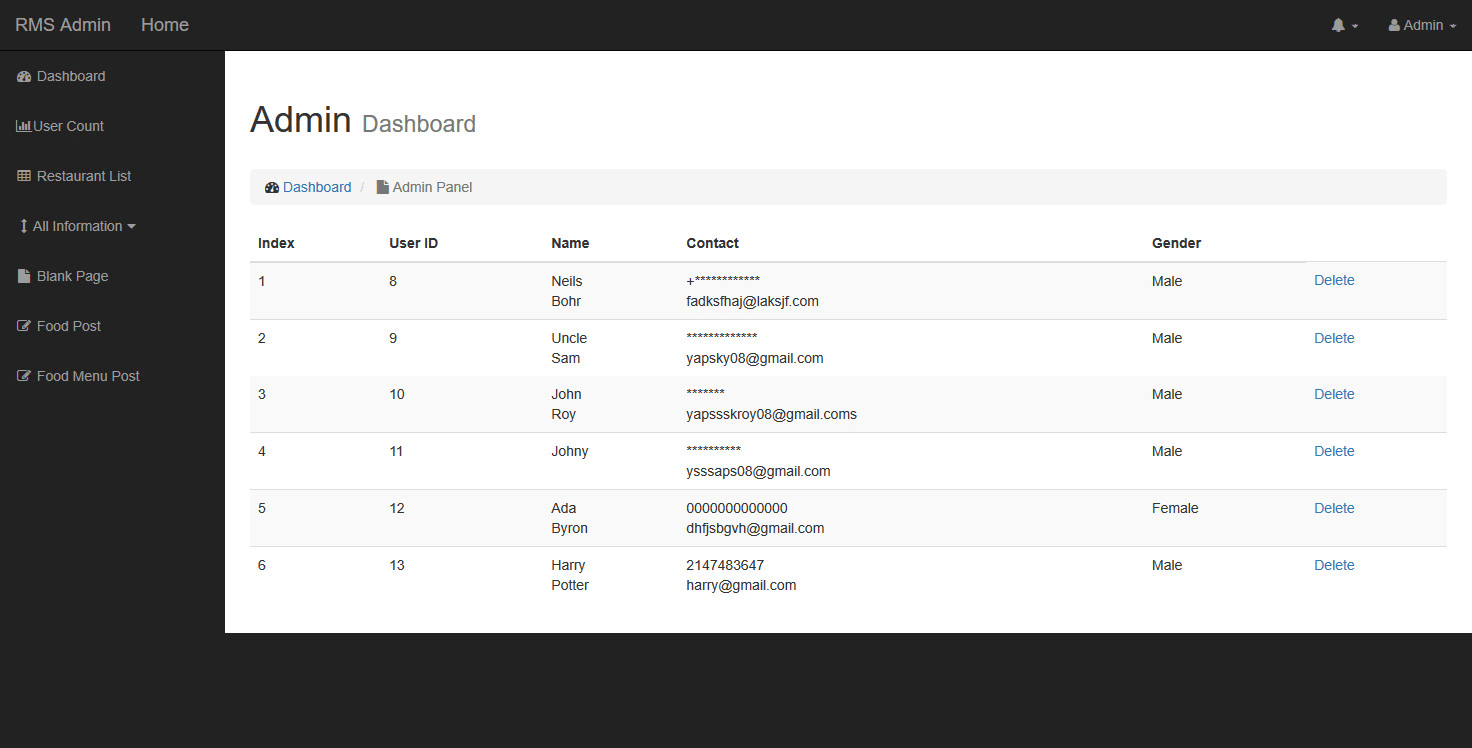 RMS Admin Home Admin
Dashboard
User Count
Restaurant List
All Information
Blank Page
Food Post
Food Menu Post
Admin Dashboard
Dashboard / Admin Panel
Index User ID Name Contact Gender
1 8 Neils +************ Male Delete
Bohr fadksfhaj@laksjf.com
2 9 Uncle ************* Male Delete
Sam yapsky08@gmail.com
3 10 John ******* Male Delete
Roy yapssskroy08@gmail.coms
4 11 Johny ********** Male Delete
ysssaps08@gmail.com
5 12 Ada 0000000000000 Female Delete
Byron dhfjsbgvh@gmail.com
6 13 Harry 2147483647 Male Delete
Potter harry@gmail.com